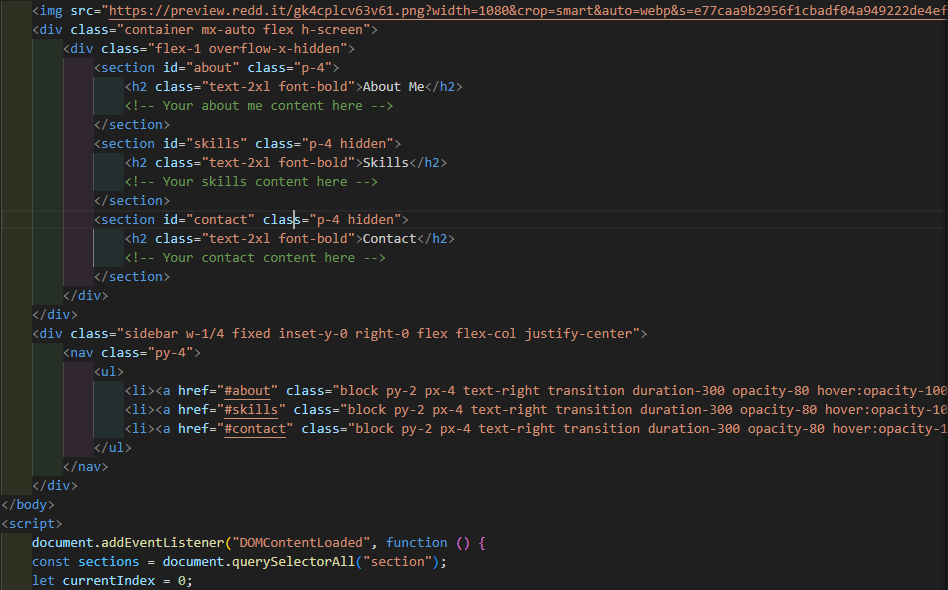 <img src="https://preview.redd.it/gk4cplcv63v61.png?width=1080&crop=smart&auto=webp&s=e77caa9b2956f1cbadf04a949222de4ef
<div class="container mx-auto flex h-screen">
<div class="flex-1 overflow-x-hidden">
<section id="about" class="p-4">
<h2 class="text-2xl font-bold">About Me</h2>
<!-- Your about me content here -->
</section>
<section id="skills" class="p-4 hidden">
<h2 class="text-2xl font-bold">Skills</h2>
<!-- Your skills content here -->
</section>
<section id="contact" class="p-4 hidden">
<h2 class="text-2xl font-bold">Contact</h2>
<!-- Your contact content here -->
</section>
</div>
</div>
<div class="sidebar w-1/4 fixed inset-y-0 right-0 flex flex-col justify-center">
<nav class="py-4">
<ul>
<li><a href="#about" class="block py-2 px-4 text-right transition duration-300 opacity-80 hover:opacity-100
<li><a href="#skills" class="block py-2 px-4 text-right transition duration-300 opacity-80 hover:opacity-10
<li><a href="#contact" class="block py-2 px-4 text-right transition duration-300 opacity-80 hover:opacity-1
</ul>
</nav>
</div>
</body>
<script>
document.addEventListener("DOMContentLoaded", function () {
const sections = document.querySelectorAll("section");
let currentIndex = 0;